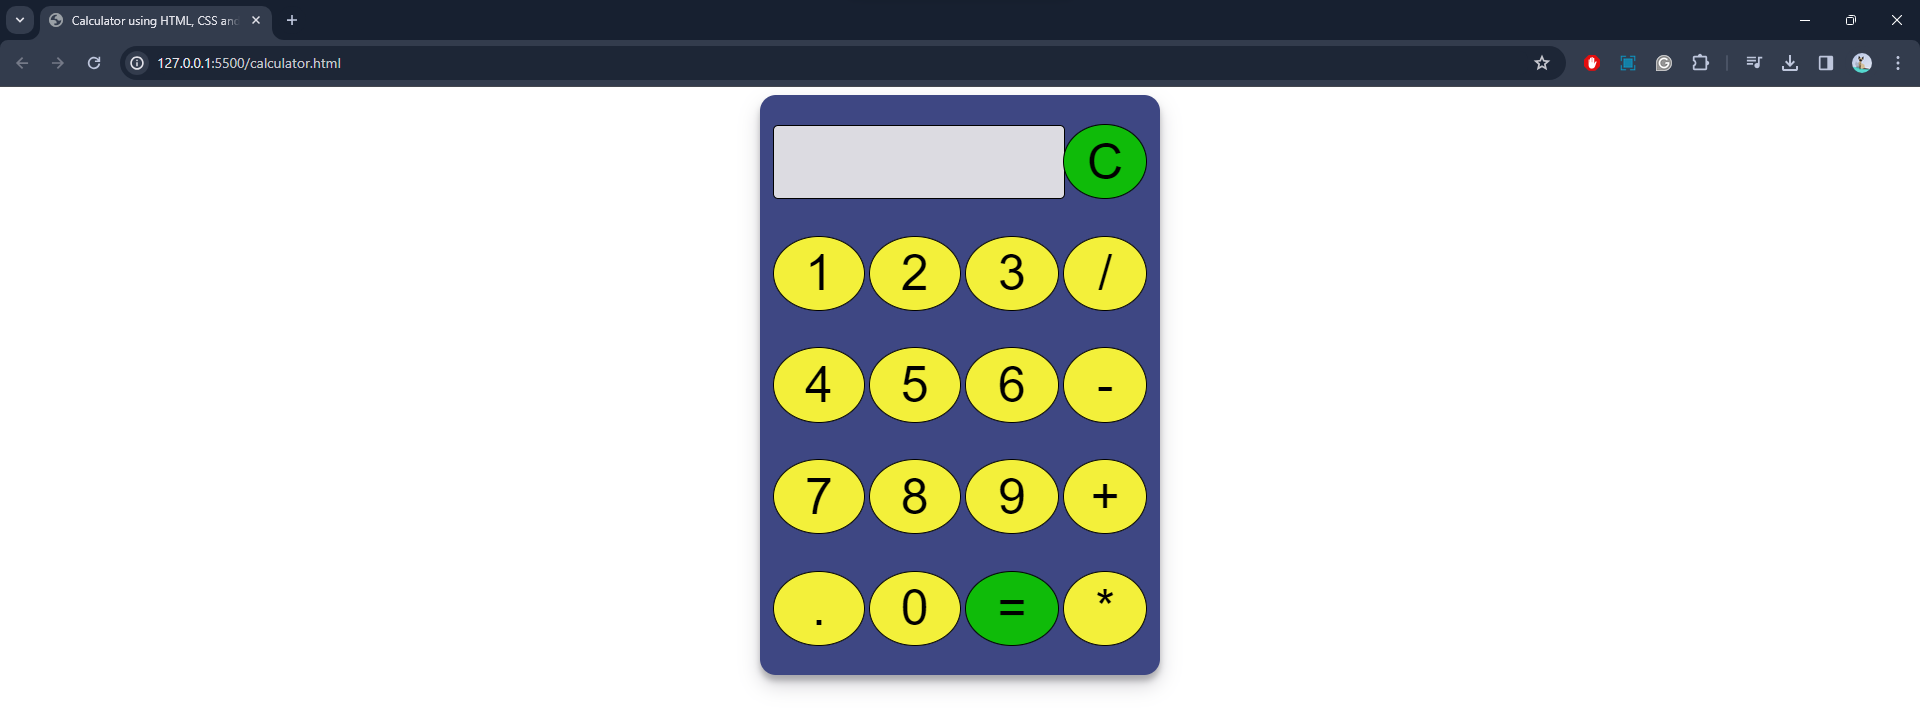 Calculator using HTML, CSS an
127.0.0.1:5500/calculator.html
C
1 2 3 /
4 5 6 -
7 8 9 +
. 0 = *